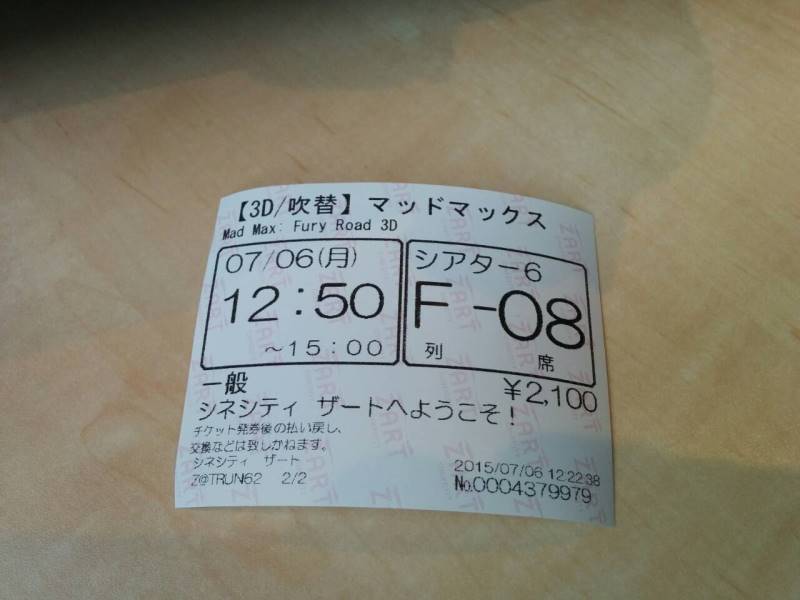 【3D/吹替】マッドマックス
Mad Max: Fury Road 3D
07/06(月)
12:50
～15:00
シアター6
F-08
列 席
一般
¥2,100
シネシティ ザートへようこそ！
チケット発券後の払い戻し、
交換などは致しかねます。
シネシティ ザート
Z@TRUN62 2/2
2015/07/06 12:22:38
No.0004379979
ZART